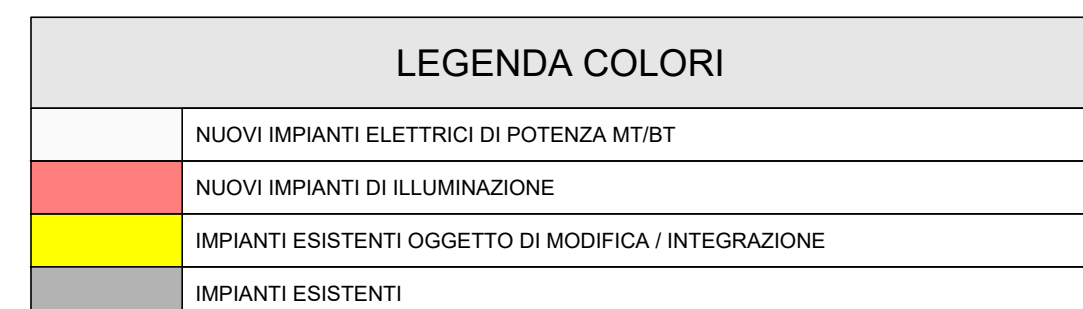 LEGENDA COLORI
NUOVI IMPIANTI ELETTRICI DI POTENZA MT/BT
NUOVI IMPIANTI DI ILLUMINAZIONE
IMPIANTI ESISTENTI OGGETTO DI MODIFICA / INTEGRAZIONE
IMPIANTI ESISTENTI